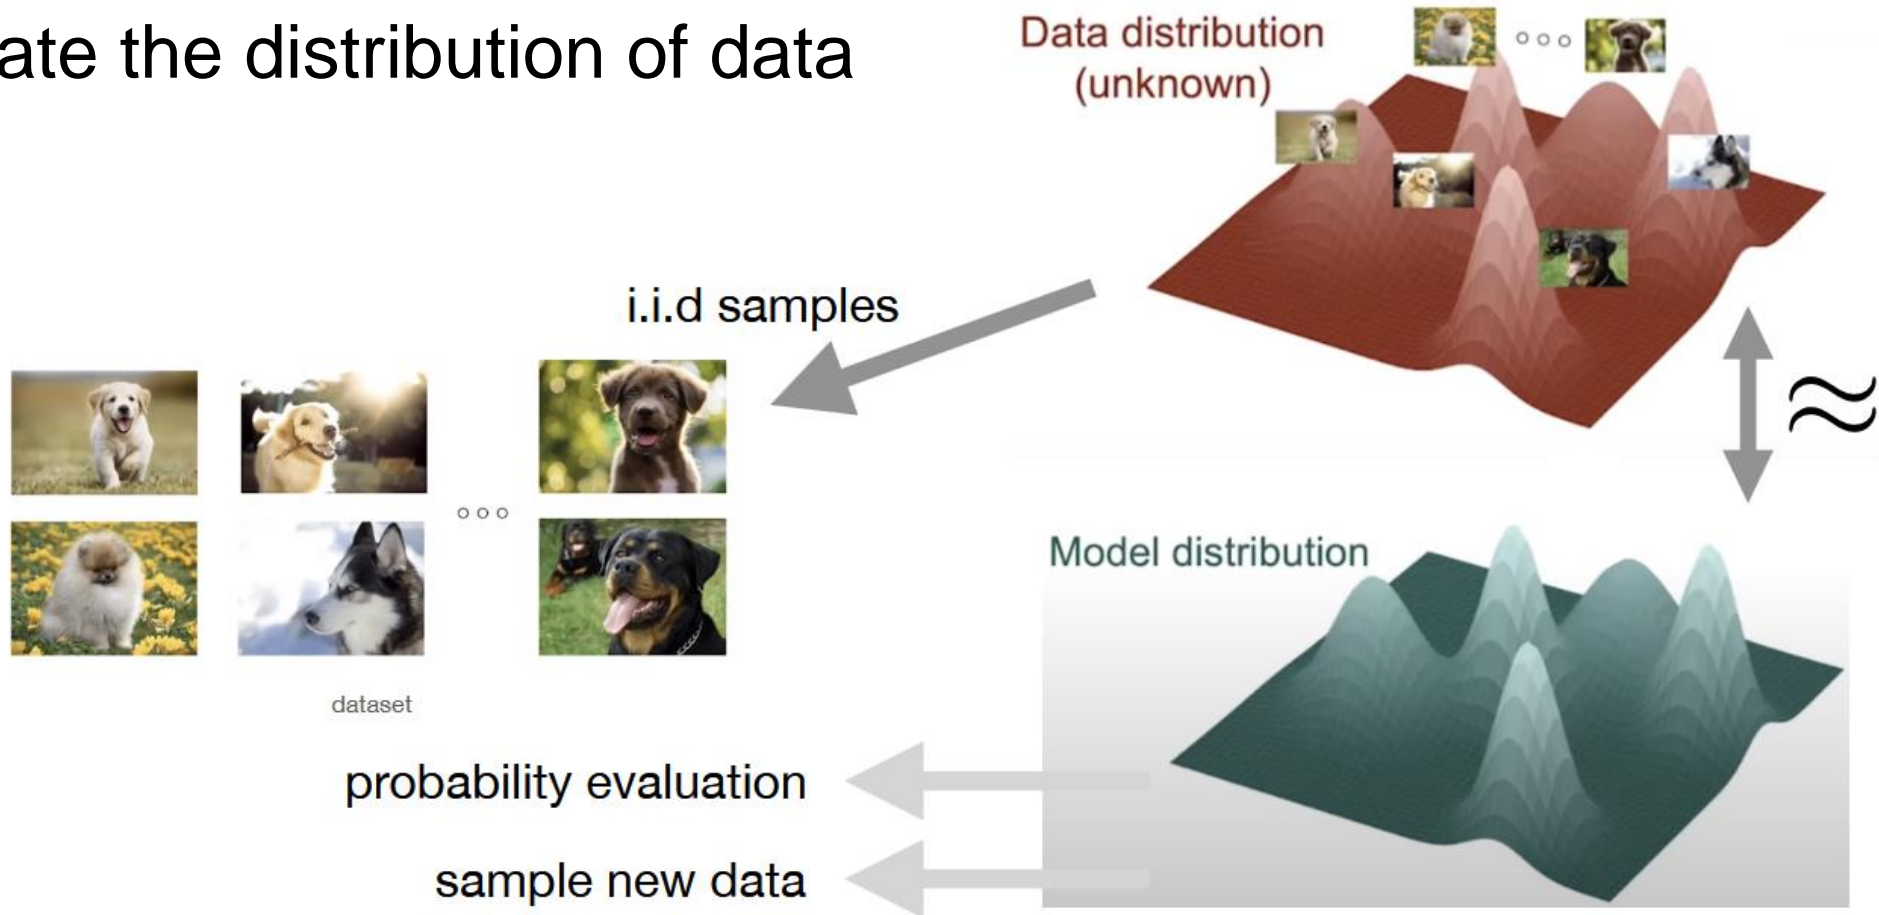 ate the distribution of data
Data distribution
(unknown)
i.i.d samples
≈
dataset
Model distribution
probability evaluation
sample new data